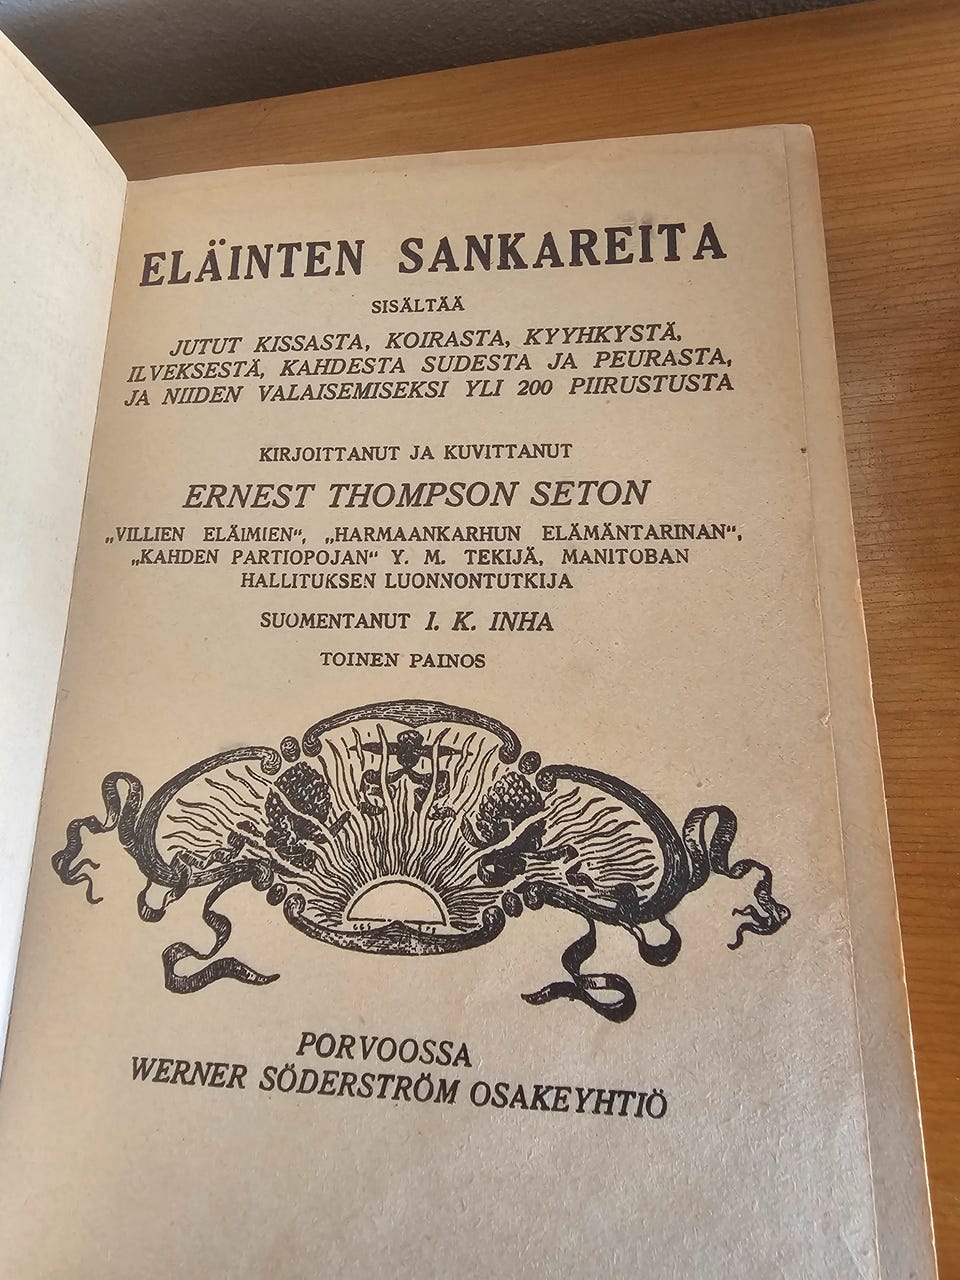 ELÄINTEN SANKAREITA
SISÄLTÄÄ
JUTUT KISSASTA, KOIRASTA, KYYHKYSTÄ,
ILVEKSESTÄ, KAHDESTA SUDESTA JA PEURASTA,
JA NIIDEN VALAISEMISEKSI YLI 200 PIIRUSTUSTA
KIRJOITTANUT JA KUVITTANUT
ERNEST THOMPSON SETON
„VILLIEN ELÄIMIEN“, „HARMAANKARHUN ELÄMÄNTARINAN“,
„KAHDEN PARTIOPOJAN“ Y. M. TEKIJÄ, MANITOBAN
HALLITUKSEN LUONNONTUTKIJA
SUOMENTANUT I. K. INHA
TOINEN PAINOS
PORVOOSSA
WERNER SÖDERSTRÖM OSAKEYHTIÖ